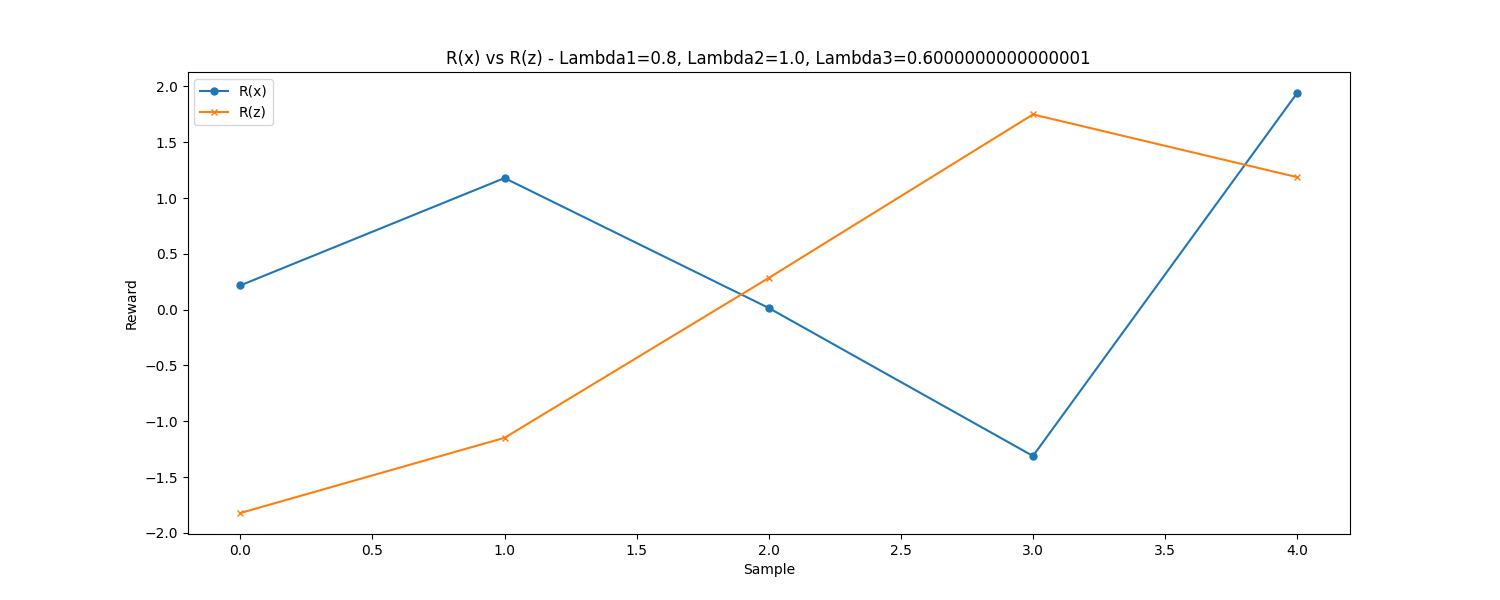 R(x) vs R(z) - Lambda1=0.8, Lambda2=1.0, Lambda3=0.6000000000000001
R(x)
R(z)
Reward
2.0
1.5
1.0
0.5
0.0
−0.5
−1.0
−1.5
−2.0
0.0 0.5 1.0 1.5 2.0 2.5 3.0 3.5 4.0
Sample